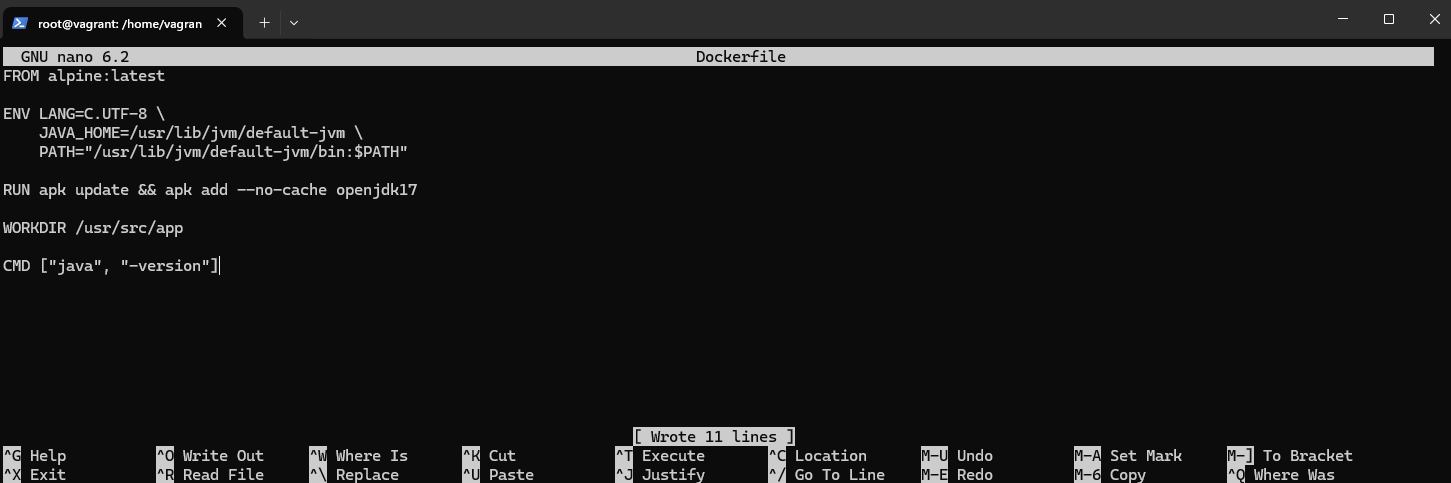 root@vagrant: /home/vagran
GNU nano 6.2 Dockerfile
FROM alpine:latest
ENV LANG=C.UTF-8 \
    JAVA_HOME=/usr/lib/jvm/default-jvm \
    PATH="/usr/lib/jvm/default-jvm/bin:$PATH"
RUN apk update && apk add --no-cache openjdk17
WORKDIR /usr/src/app
CMD ["java", "-version"]
[ Wrote 11 lines ]
^G Help ^O Write Out ^W Where Is ^K Cut ^T Execute ^C Location M-U Undo M-A Set Mark M-] To Bracket
^X Exit ^R Read File ^\ Replace ^U Paste ^J Justify ^/ Go To Line M-E Redo M-6 Copy ^Q Where Was